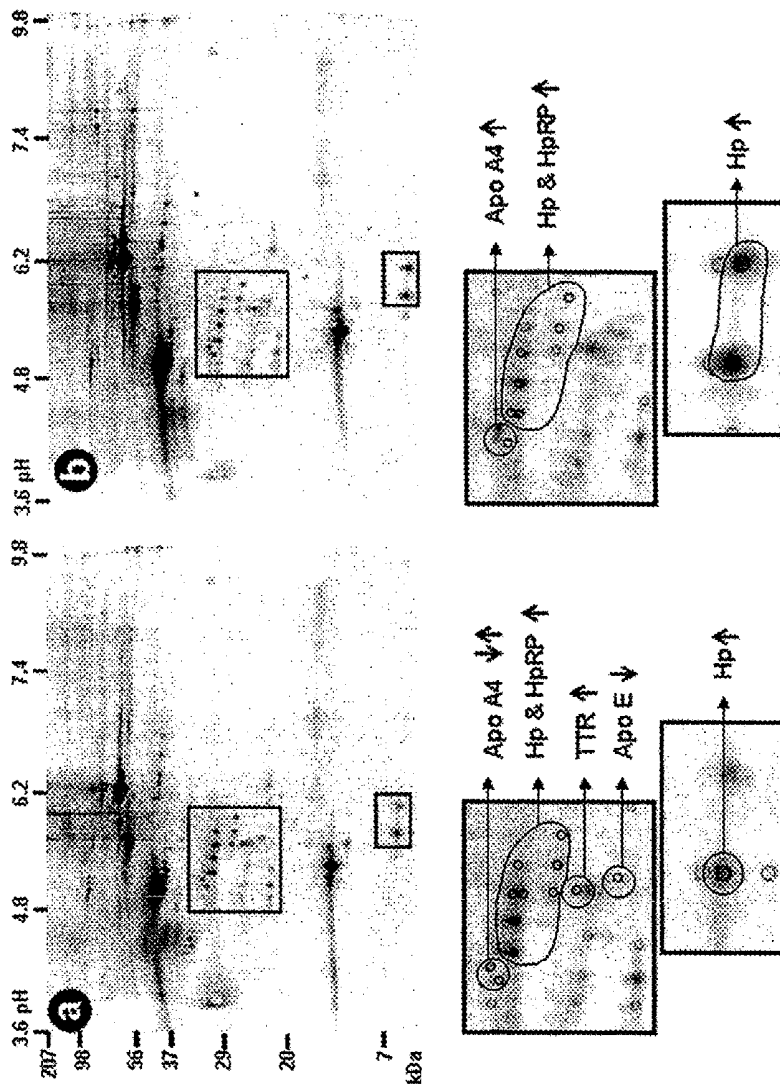 a
3.6 pH 4.8 6.2 7.4 9.8
207
98
56
37
29
20
7
kDa
Apo A4 ↓↑
Hp & HpRP ↑
TTR ↑
Apo E ↓
Hp ↑
b
3.6 pH 4.8 6.2 7.4 9.8
Apo A4 ↑
Hp & HpRP ↑
Hp ↑